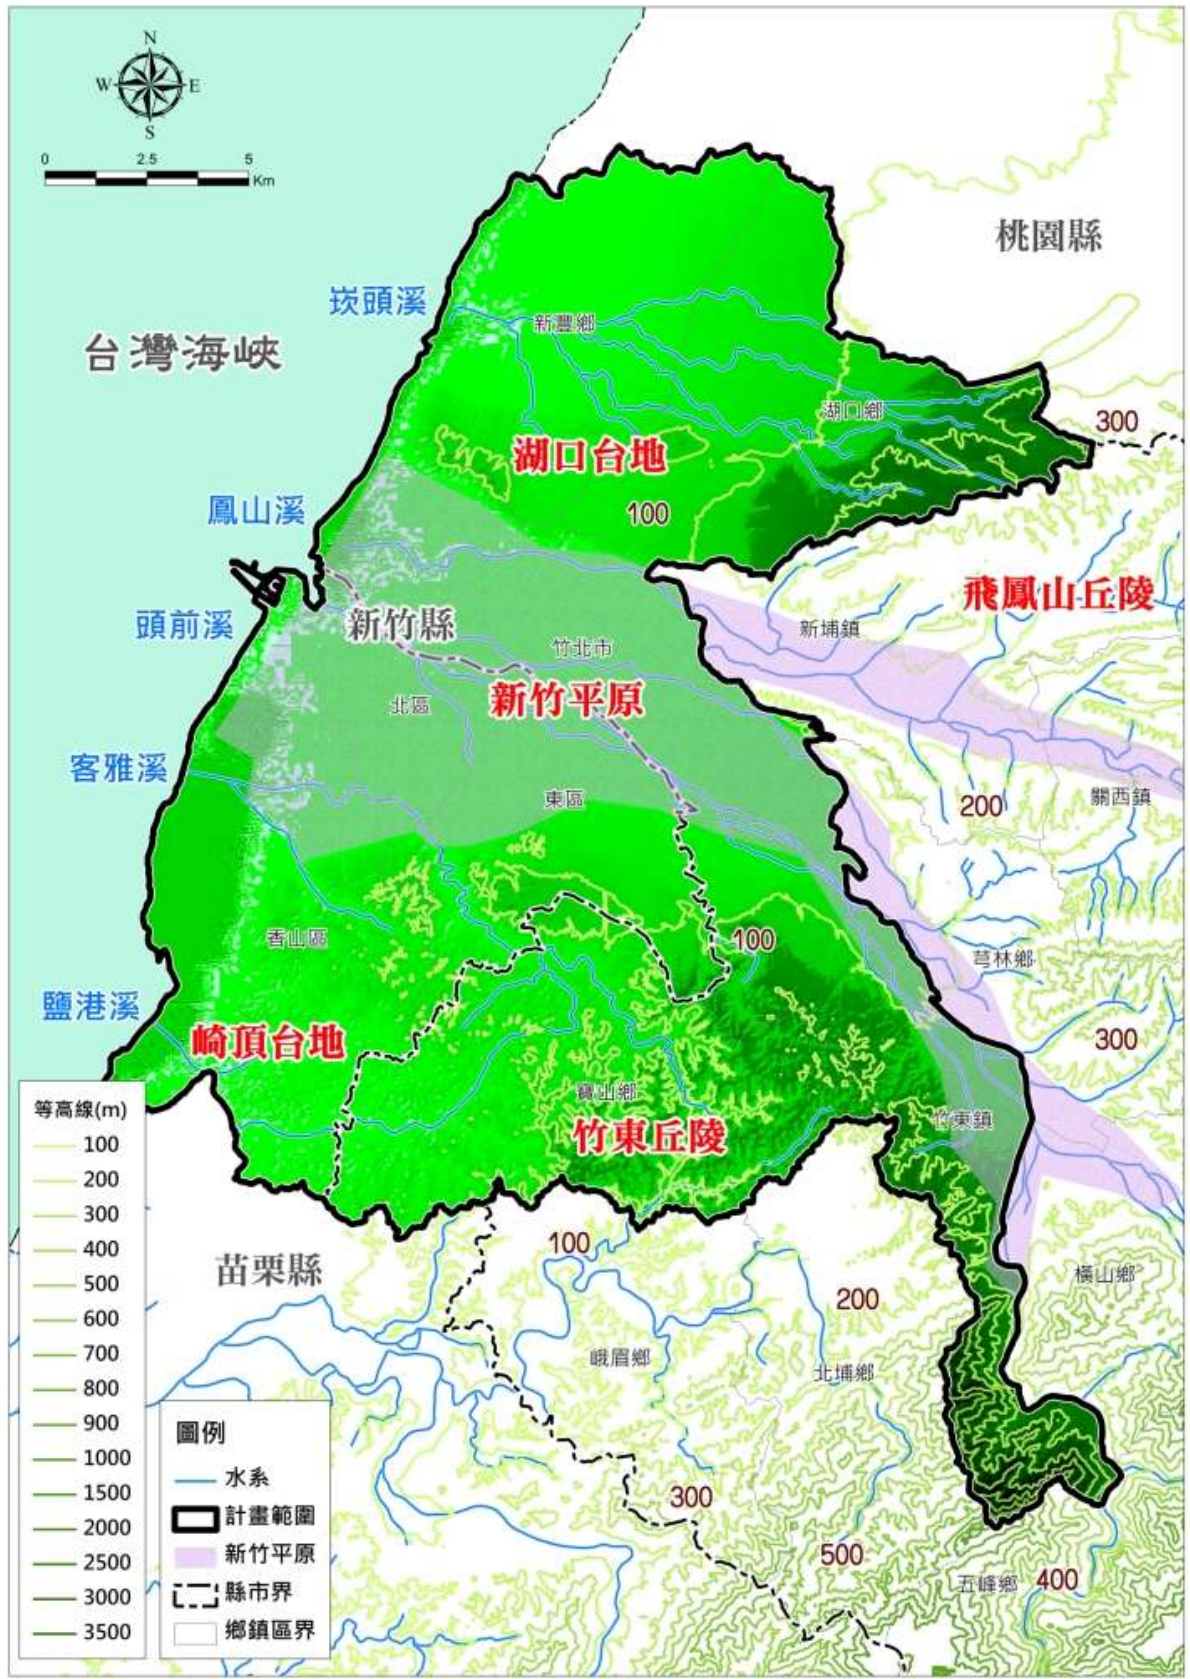 N
W E
S
0 2.5 5
Km
桃園縣
崁頭溪
新豐鄉
台灣海峽
湖口鄉
300
湖口台地
鳳山溪
100
飛鳳山丘陵
頭前溪
新竹縣
新埔鎮
竹北市
新竹平原
北區
客雅溪
東區
200
關西鎮
香山區
100
芎林鄉
鹽港溪
崎頂台地
300
寶山鄉
竹東鎮
竹東丘陵
等高線(m)
100
200
300
400
500
600
700
800
900
1000
1500
2000
2500
3000
3500
苗栗縣
100
橫山鄉
200
峨眉鄉
北埔鄉
300
500
五峰鄉
400
圖例
水系
計畫範圍
新竹平原
縣市界
鄉鎮區界